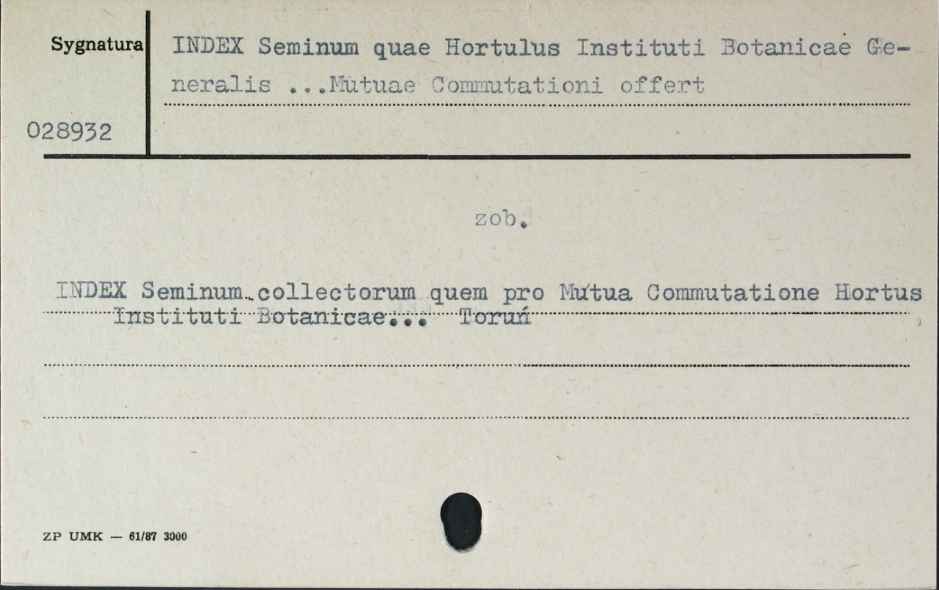 Sygnatura
INDEX Seminum quae Hortulus Instituti Botanicae Ge-
neralis ...Mutuae Commutationi offert
028932
zob.
INDEX Seminum collectorum quem pro Mutua Commutatione Hortus
Instituti Botanicae... Toruń
ZP UMK — 61/87 3000